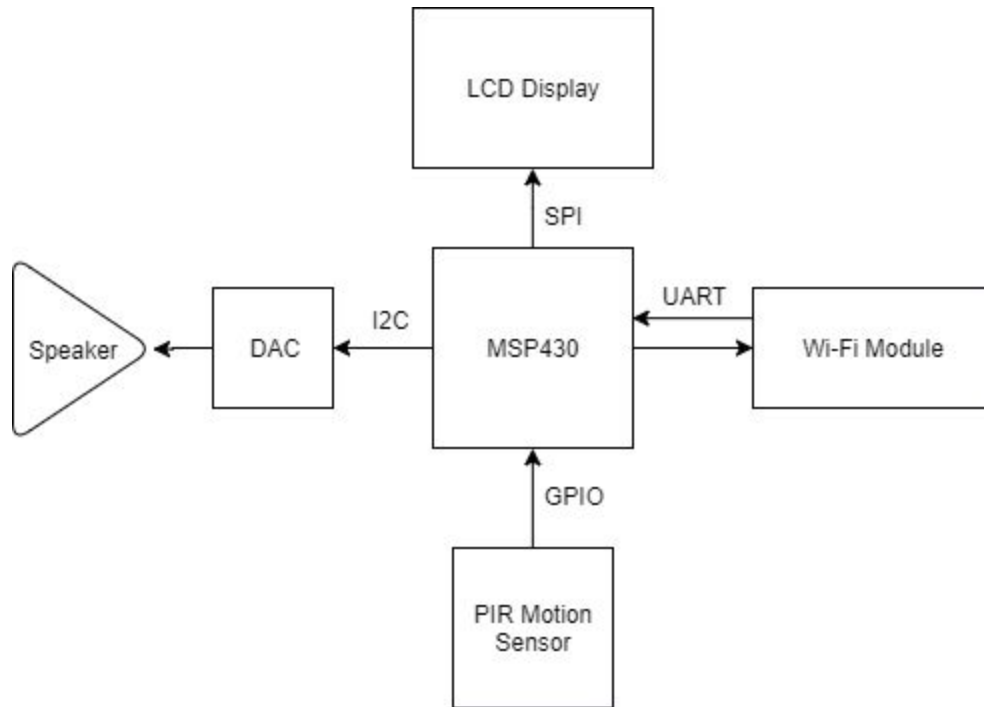 LCD Display
SPI
Speaker
DAC
I2C
MSP430
UART
Wi-Fi Module
GPIO
PIR Motion
Sensor